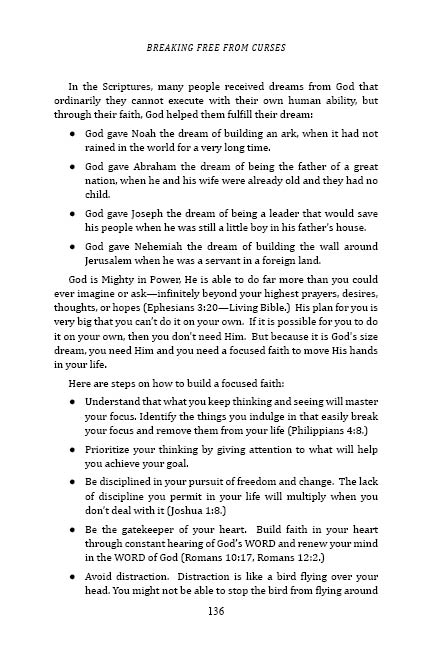 BREAKING FREE FROM CURSES
In the Scriptures, many people received dreams from God that
ordinarily they cannot execute with their own human ability, but
through their faith, God helped them fulfill their dream:
● God gave Noah the dream of building an ark, when it had not
rained in the world for a very long time.
● God gave Abraham the dream of being the father of a great
nation, when he and his wife were already old and they had no
child.
● God gave Joseph the dream of being a leader that would save
his people when he was still a little boy in his father's house.
● God gave Nehemiah the dream of building the wall around
Jerusalem when he was a servant in a foreign land.
God is Mighty in Power, He is able to do far more than you could
ever imagine or ask—infinitely beyond your highest prayers, desires,
thoughts, or hopes (Ephesians 3:20—Living Bible.)  His plan for you is
very big that you can't do it on your own.  If it is possible for you to do
it on your own, then you don't need Him.  But because it is God's size
dream, you need Him and you need a focused faith to move His hands
in your life.
Here are steps on how to build a focused faith:
● Understand that what you keep thinking and seeing will master
your focus. Identify the things you indulge in that easily break
your focus and remove them from your life (Philippians 4:8.)
● Prioritize your thinking by giving attention to what will help
you achieve your goal.
● Be disciplined in your pursuit of freedom and change.  The lack
of discipline you permit in your life will multiply when you
don't deal with it (Joshua 1:8.)
● Be the gatekeeper of your heart.  Build faith in your heart
through constant hearing of God's WORD and renew your mind
in the WORD of God (Romans 10:17, Romans 12:2.)
● Avoid distraction.  Distraction is like a bird flying over your
head. You might not be able to stop the bird from flying around
136